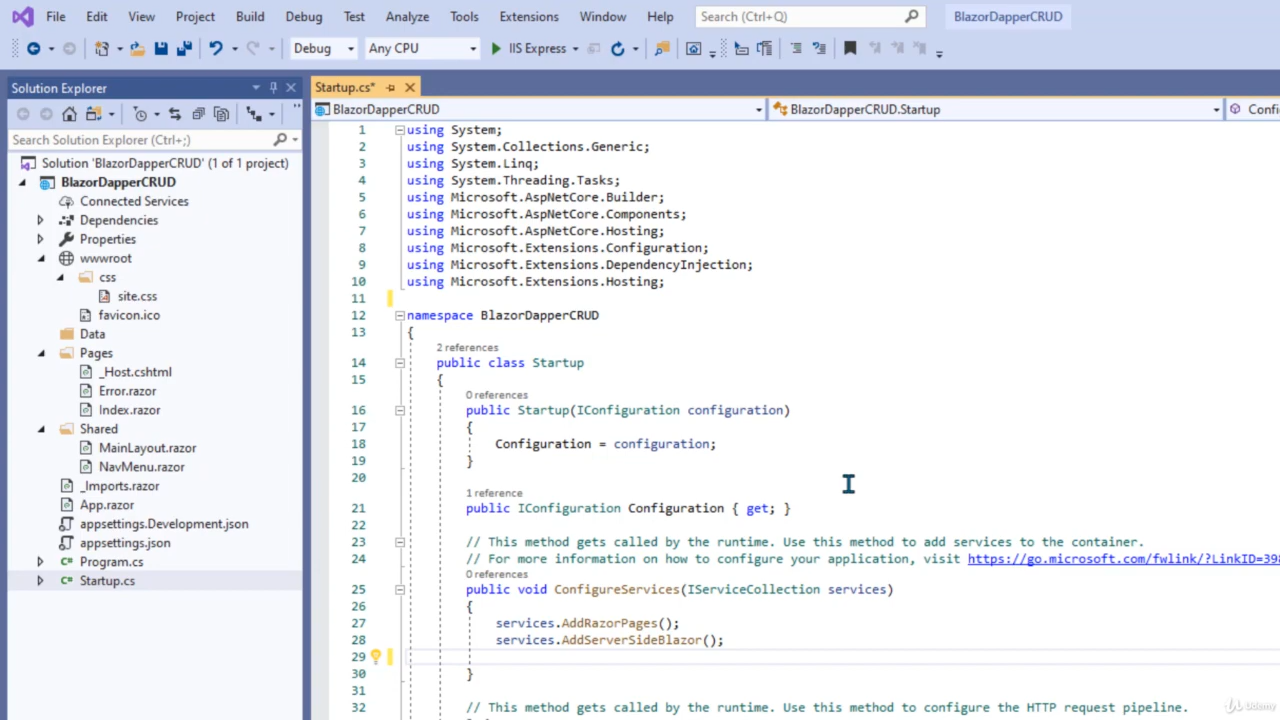 File Edit View Project Build Debug Test Analyze Tools Extensions Window Help Search (Ctrl+Q) BlazorDapperCRUD
Debug Any CPU IIS Express
Solution Explorer
Search Solution Explorer (Ctrl+;)
Solution 'BlazorDapperCRUD' (1 of 1 project)
BlazorDapperCRUD
Connected Services
Dependencies
Properties
wwwroot
css
site.css
favicon.ico
Data
Pages
_Host.cshtml
Error.razor
Index.razor
Shared
MainLayout.razor
NavMenu.razor
_Imports.razor
App.razor
appsettings.Development.json
appsettings.json
C# Program.cs
C# Startup.cs
Startup.cs*
BlazorDapperCRUD BlazorDapperCRUD.Startup Confi
1 using System;
2 using System.Collections.Generic;
3 using System.Linq;
4 using System.Threading.Tasks;
5 using Microsoft.AspNetCore.Builder;
6 using Microsoft.AspNetCore.Components;
7 using Microsoft.AspNetCore.Hosting;
8 using Microsoft.Extensions.Configuration;
9 using Microsoft.Extensions.DependencyInjection;
10 using Microsoft.Extensions.Hosting;
11
12 namespace BlazorDapperCRUD
13 {
2 references
14 public class Startup
15 {
0 references
16 public Startup(IConfiguration configuration)
17 {
18 Configuration = configuration;
19 }
20
1 reference
21 public IConfiguration Configuration { get; }
22
23 // This method gets called by the runtime. Use this method to add services to the container.
24 // For more information on how to configure your application, visit https://go.microsoft.com/fwlink/?LinkID=398
0 references
25 public void ConfigureServices(IServiceCollection services)
26 {
27 services.AddRazorPages();
28 services.AddServerSideBlazor();
29
30 }
31
32 // This method gets called by the runtime. Use this method to configure the HTTP request pipeline.
Udemy